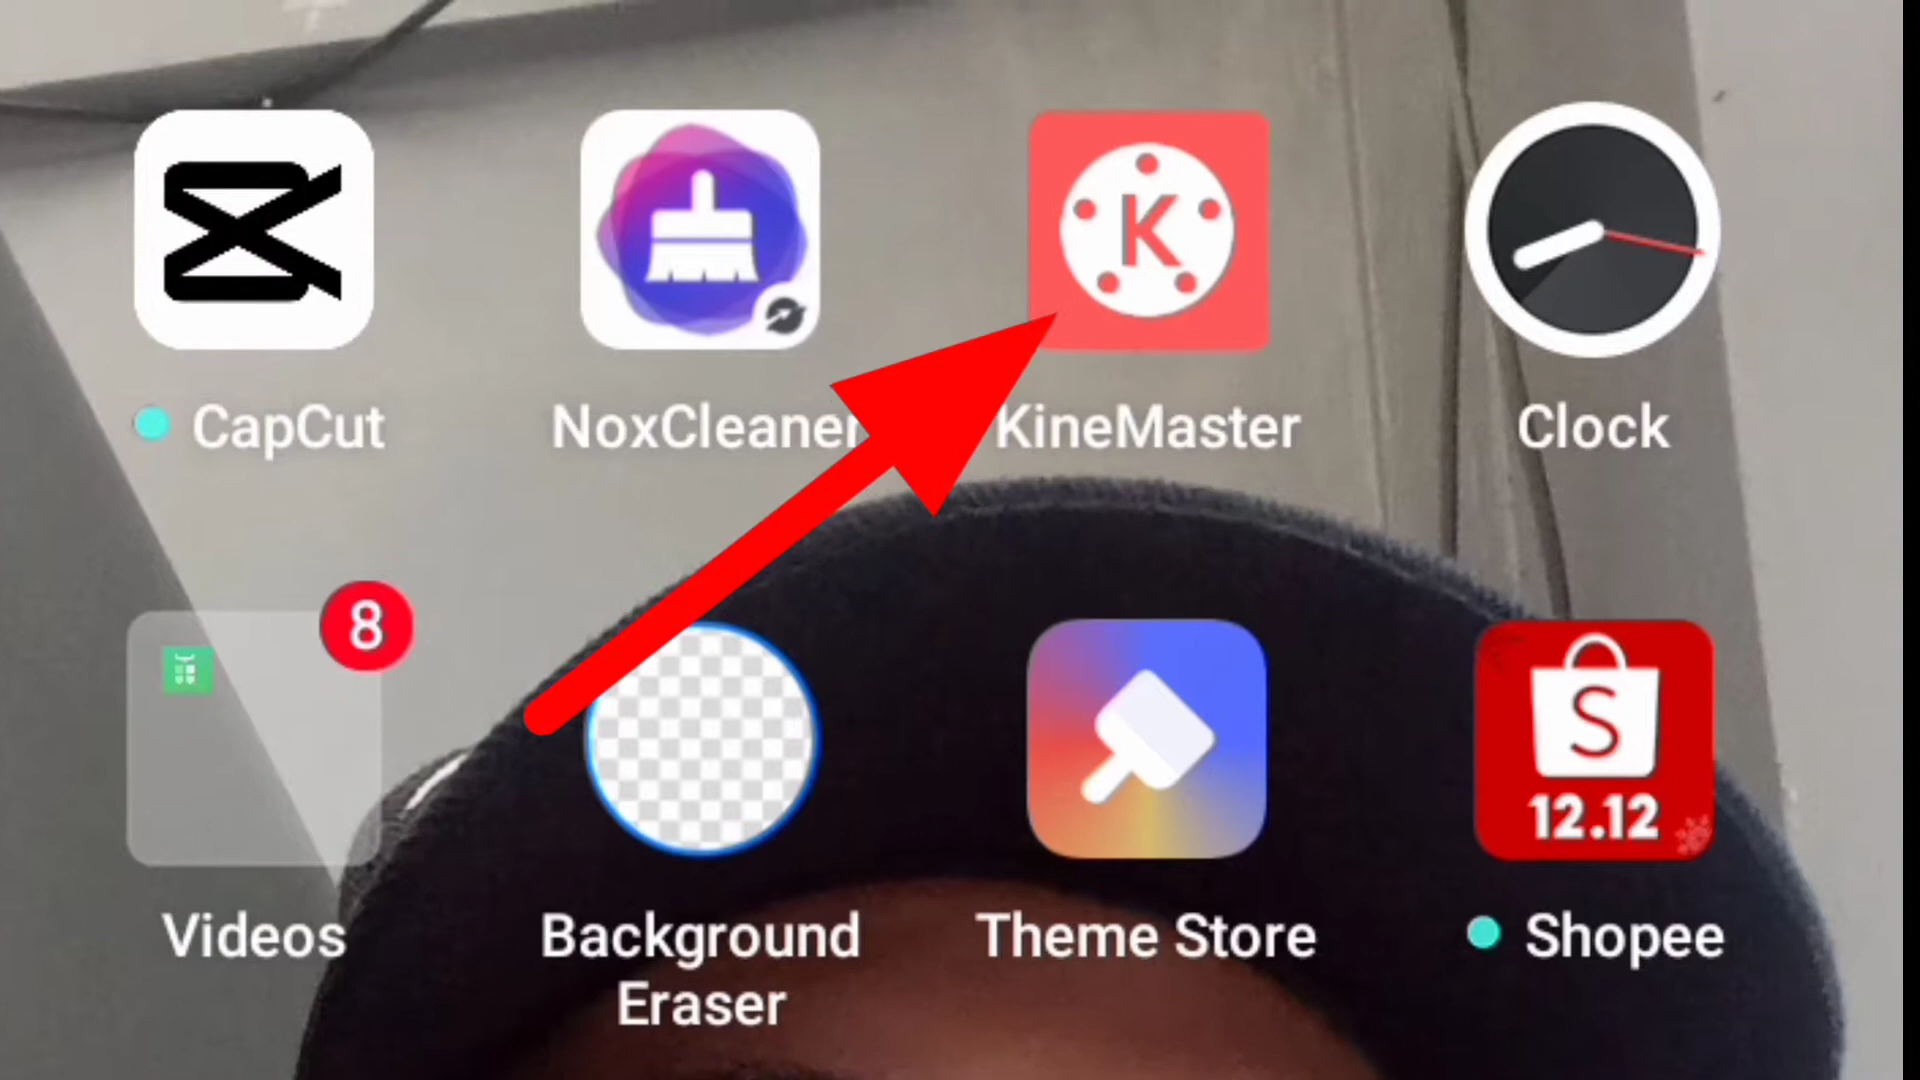 K
CapCut
NoxCleaner
KineMaster
Clock
8
S
12.12
Videos
Background
Eraser
Theme Store
Shopee